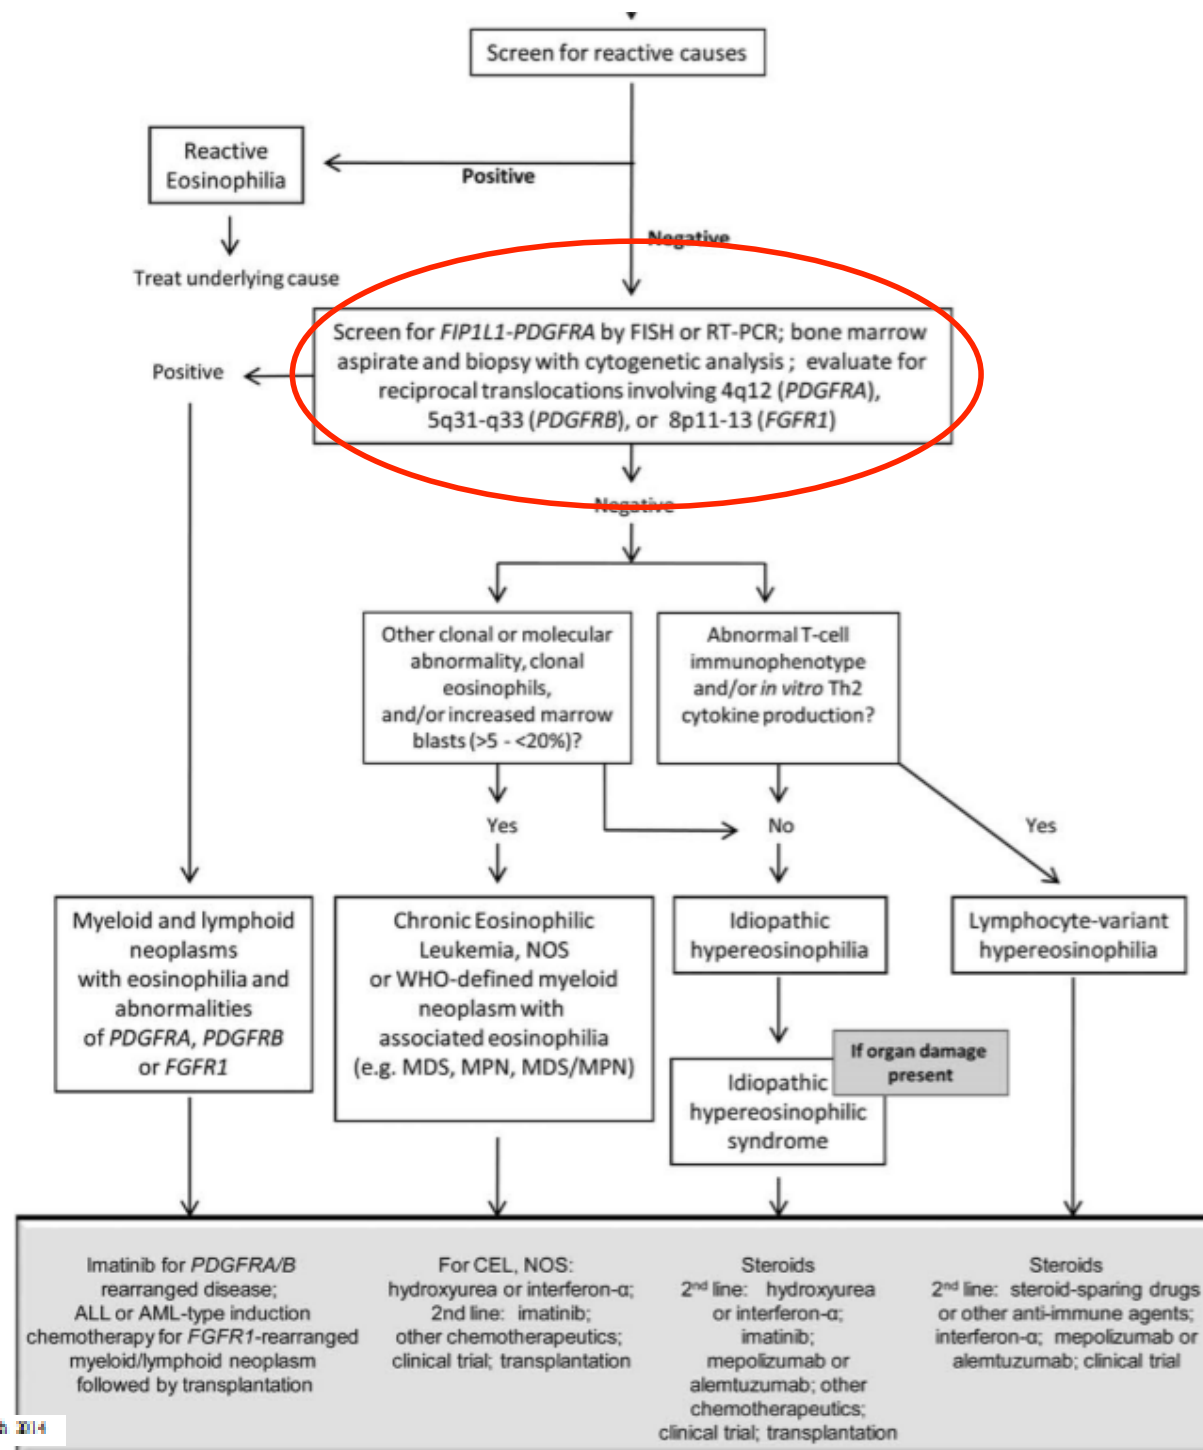 Screen for reactive causes
Reactive
Eosinophilia
Positive
Negative
Treat underlying cause
Screen for FIP1L1-PDGFRA by FISH or RT-PCR; bone marrow
aspirate and biopsy with cytogenetic analysis ; evaluate for
reciprocal translocations involving 4q12 (PDGFRA),
5q31-q33 (PDGFRB), or 8p11-13 (FGFR1)
Positive
Negative
Other clonal or molecular
abnormality, clonal
eosinophils,
and/or increased marrow
blasts (>5 - <20%)?
Abnormal T-cell
immunophenotype
and/or in vitro Th2
cytokine production?
Yes
No
Yes
Myeloid and lymphoid
neoplasms
with eosinophilia and
abnormalities
of PDGFRA, PDGFRB
or FGFR1
Chronic Eosinophilic
Leukemia, NOS
or WHO-defined myeloid
neoplasm with
associated eosinophilia
(e.g. MDS, MPN, MDS/MPN)
Idiopathic
hypereosinophilia
Lymphocyte-variant
hypereosinophilia
If organ damage
present
Idiopathic
hypereosinophilic
syndrome
Imatinib for PDGFRA/B
rearranged disease;
ALL or AML-type induction
chemotherapy for FGFR1-rearranged
myeloid/lymphoid neoplasm
followed by transplantation
For CEL, NOS:
hydroxyurea or interferon-α;
2nd line: imatinib;
other chemotherapeutics;
clinical trial; transplantation
Steroids
2nd line: hydroxyurea
or interferon-α;
imatinib;
mepolizumab or
alemtuzumab; other
chemotherapeutics;
clinical trial; transplantation
Steroids
2nd line: steroid-sparing drugs
or other anti-immune agents;
interferon-α; mepolizumab or
alemtuzumab; clinical trial
2014